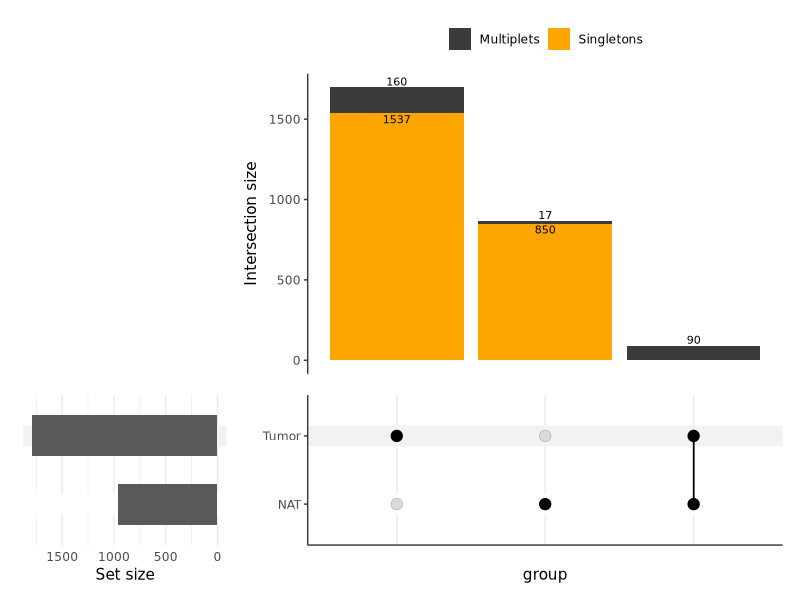 Multiplets Singletons
160
1537
17
850
90
1500
1000
500
0
Intersection size
Tumor
NAT
1500 1000 500 0
Set size
group